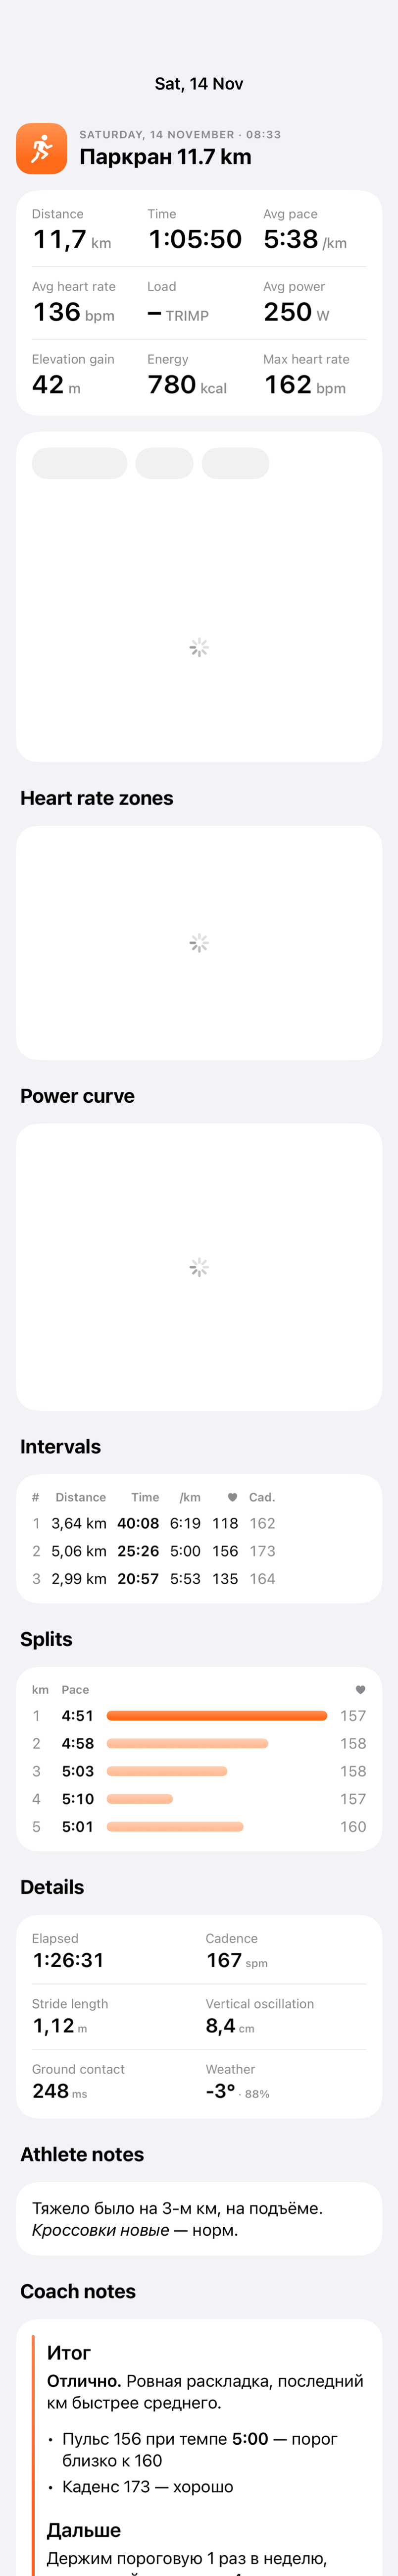 Sat, 14 Nov
SATURDAY, 14 NOVEMBER · 08:33
Паркран 11.7 km
Distance Time Avg pace
11,7 km 1:05:50 5:38 /km
Avg heart rate Load Avg power
136 bpm – TRIMP 250 W
Elevation gain Energy Max heart rate
42 m 780 kcal 162 bpm
Heart rate zones
Power curve
Intervals
# Distance Time /km ♥ Cad.
1 3,64 km 40:08 6:19 118 162
2 5,06 km 25:26 5:00 156 173
3 2,99 km 20:57 5:53 135 164
Splits
km Pace ♥
1 4:51 157
2 4:58 158
3 5:03 158
4 5:10 157
5 5:01 160
Details
Elapsed Cadence
1:26:31 167 spm
Stride length Vertical oscillation
1,12 m 8,4 cm
Ground contact Weather
248 ms -3° · 88%
Athlete notes
Тяжело было на 3-м км, на подъёме.
Кроссовки новые — норм.
Coach notes
Итог
Отлично. Ровная раскладка, последний
км быстрее среднего.
• Пульс 156 при темпе 5:00 — порог
близко к 160
• Каденс 173 — хорошо
Дальше
Держим пороговую 1 раз в неделю,